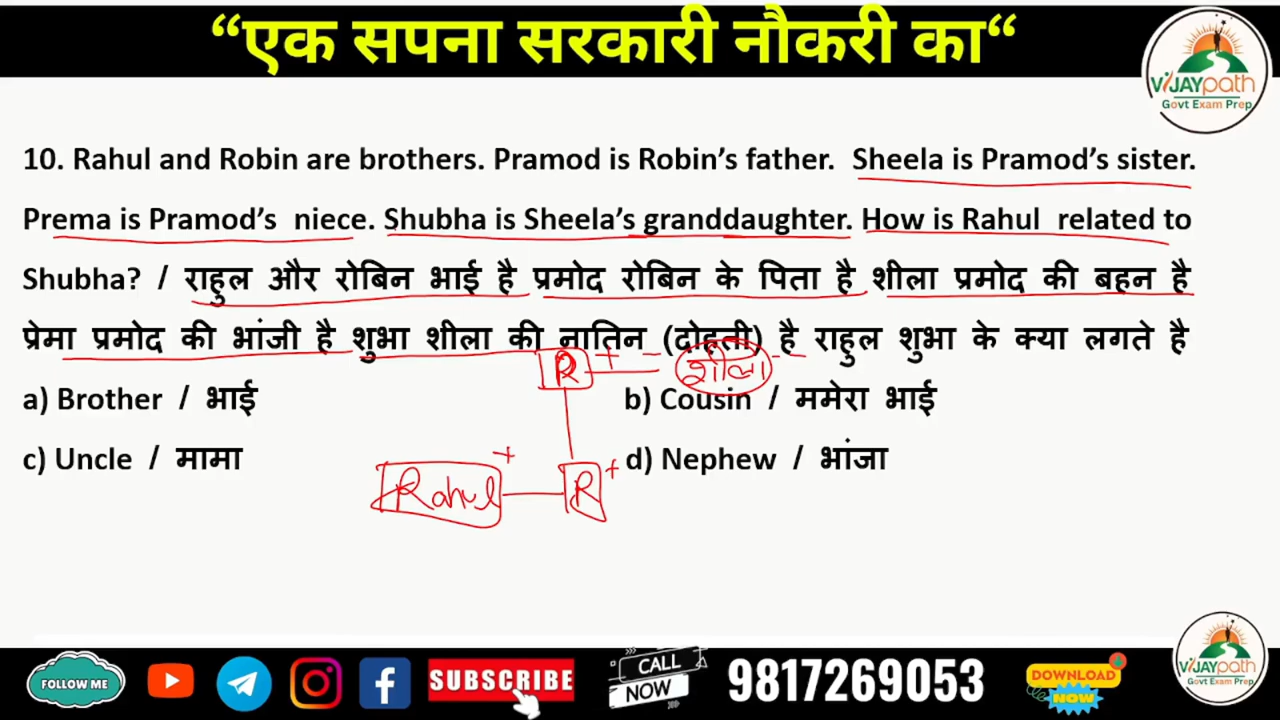 “एक सपना सरकारी नौकरी का“
ViJAYpath
Govt Exam Prep
10. Rahul and Robin are brothers. Pramod is Robin’s father. Sheela is Pramod’s sister.
Prema is Pramod’s niece. Shubha is Sheela’s granddaughter. How is Rahul related to
Shubha? / राहुल और रोबिन भाई है प्रमोद रोबिन के पिता है शीला प्रमोद की बहन है
प्रेमा प्रमोद की भांजी है शुभा शीला की नातिन (दोहती) है राहुल शुभा के क्या लगते है
R + - शीला -
a) Brother / भाई
b) Cousin / ममेरा भाई
c) Uncle / मामा
d) Nephew / भांजा
Rahul + R +
FOLLOW ME
SUBSCRIBE
CALL
NOW
9817269053
DOWNLOAD
NOW
ViJAYpath
Govt Exam Prep